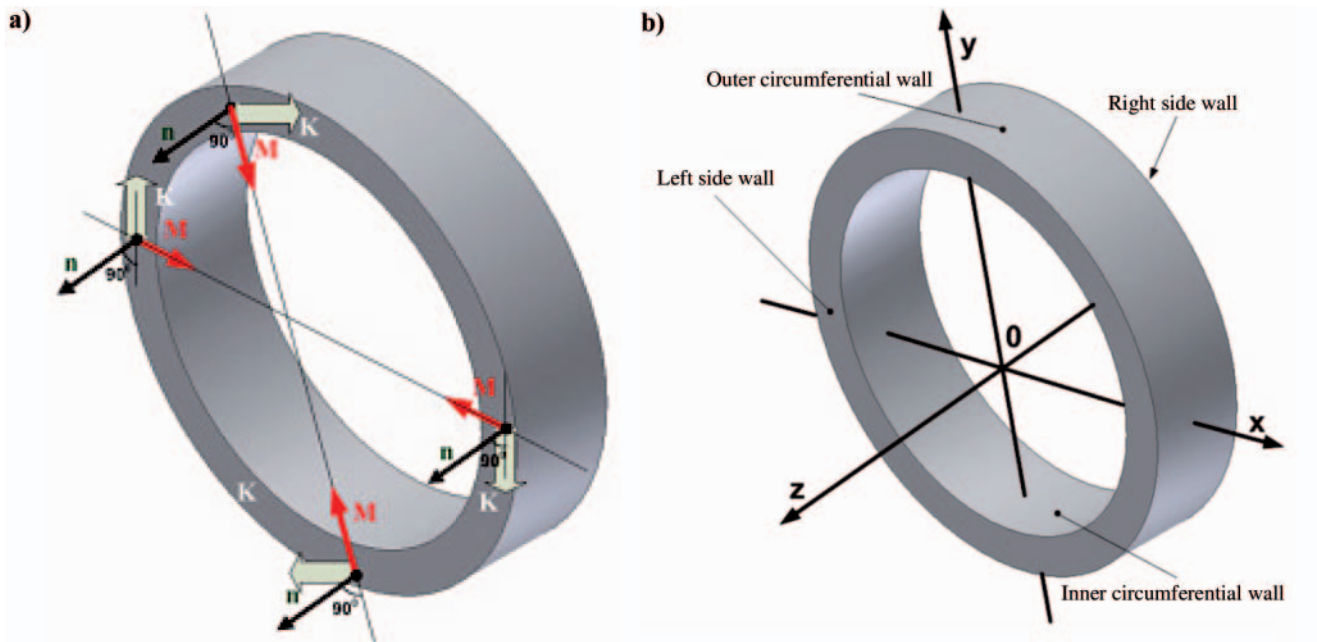 a)
n
90°
K
M
K
M
n
90°
M
n
90°
K
K
M
n
90°
b)
y
Outer circumferential wall
Right side wall
Left side wall
0
x
z
Inner circumferential wall